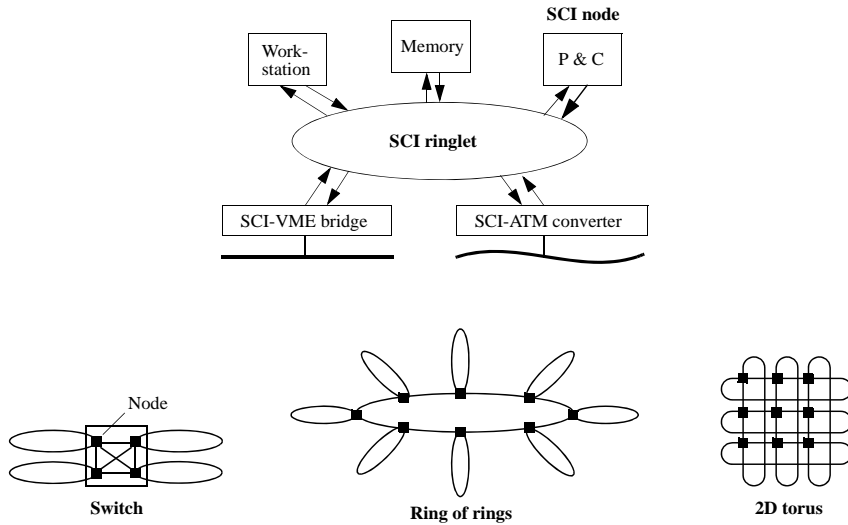 SCI node
Work-
station
Memory
P & C
SCI ringlet
SCI-VME bridge
SCI-ATM converter
Node
Switch
Ring of rings
2D torus